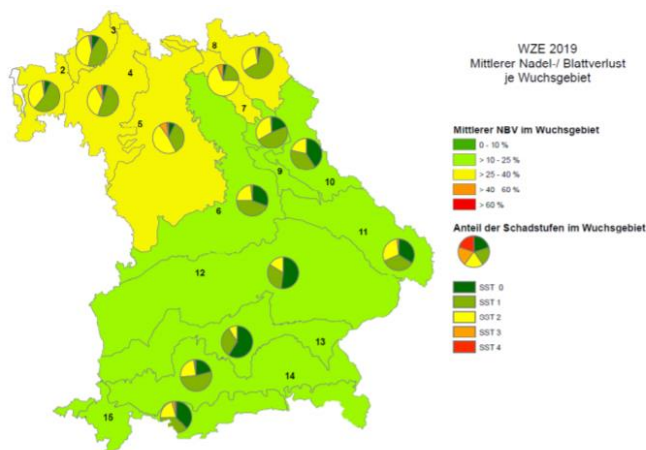 WZE 2019
Mittlerer Nadel-/ Blattverlust
je Wuchsgebiet
Mittlerer NBV im Wuchsgebiet
0 - 10 %
> 10 - 25 %
> 25 - 40 %
> 40 60 %
> 60 %
Anteil der Schadstufen im Wuchsgebiet
SST 0
SST 1
SST 2
SST 3
SST 4
3
8
2
4
7
5
9
10
6
11
12
13
14
15